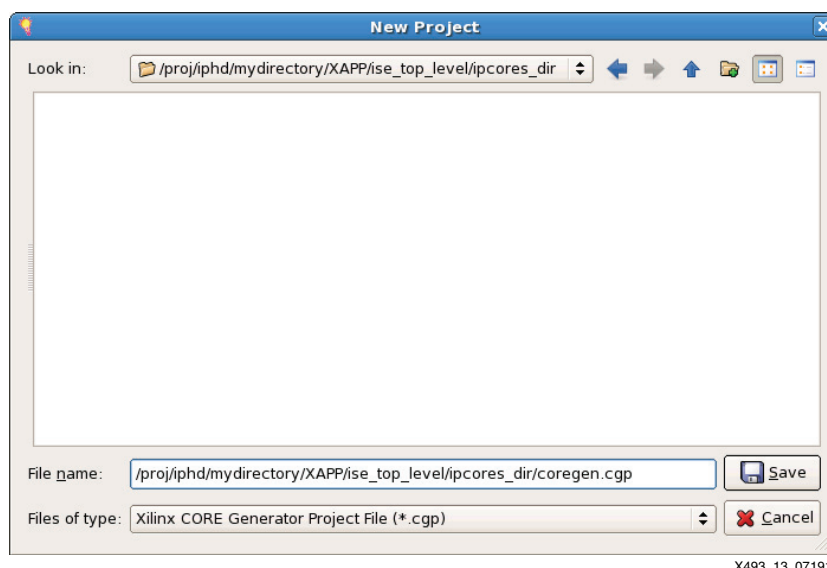 New Project
Look in: /proj/iphd/mydirectory/XAPP/ise_top_level/ipcores_dir
File name: /proj/iphd/mydirectory/XAPP/ise_top_level/ipcores_dir/coregen.cgp Save
Files of type: Xilinx CORE Generator Project File (*.cgp) Cancel